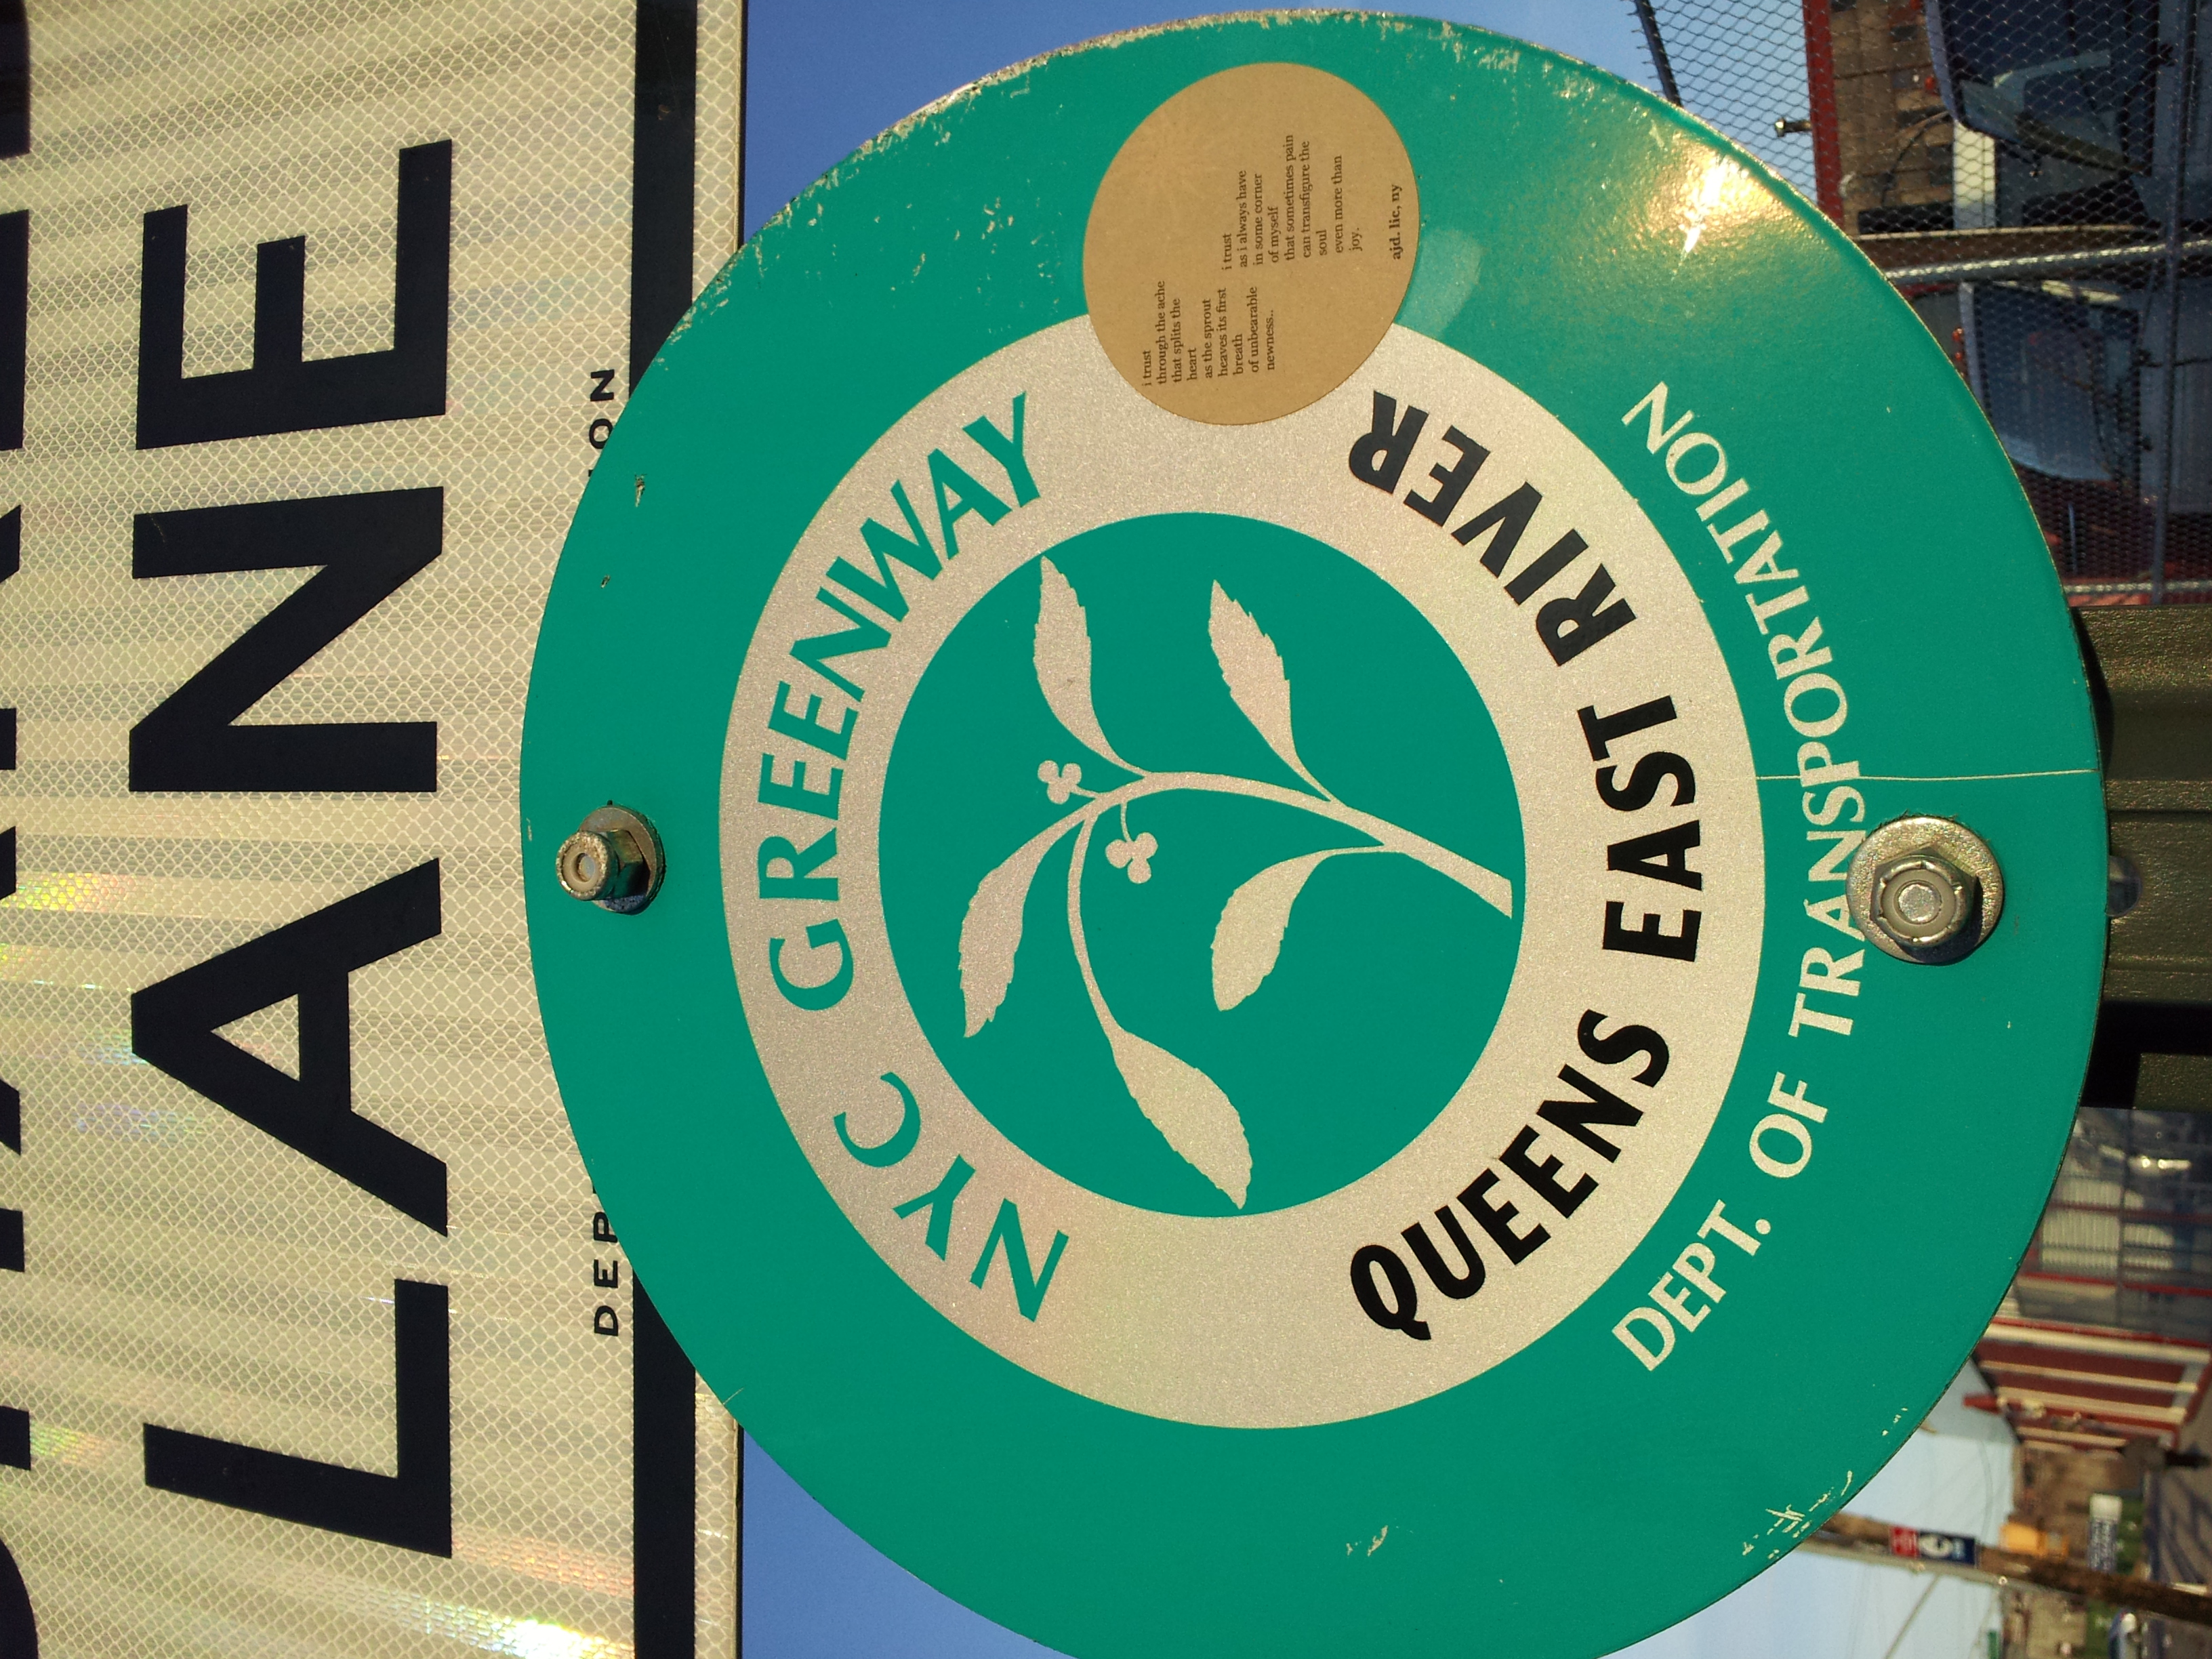 LANE
NYC GREENWAY
QUEENS EAST RIVER
DEPT. OF TRANSPORTATION
i trust
through the ache
that splits the
heart
as the sprout
heaves its first
breath
of unbearable
newness..
i trust
as i always have
in some corner
of myself
that sometimes pain
can transfigure the
soul
even more than
joy.
ajd. lic, ny